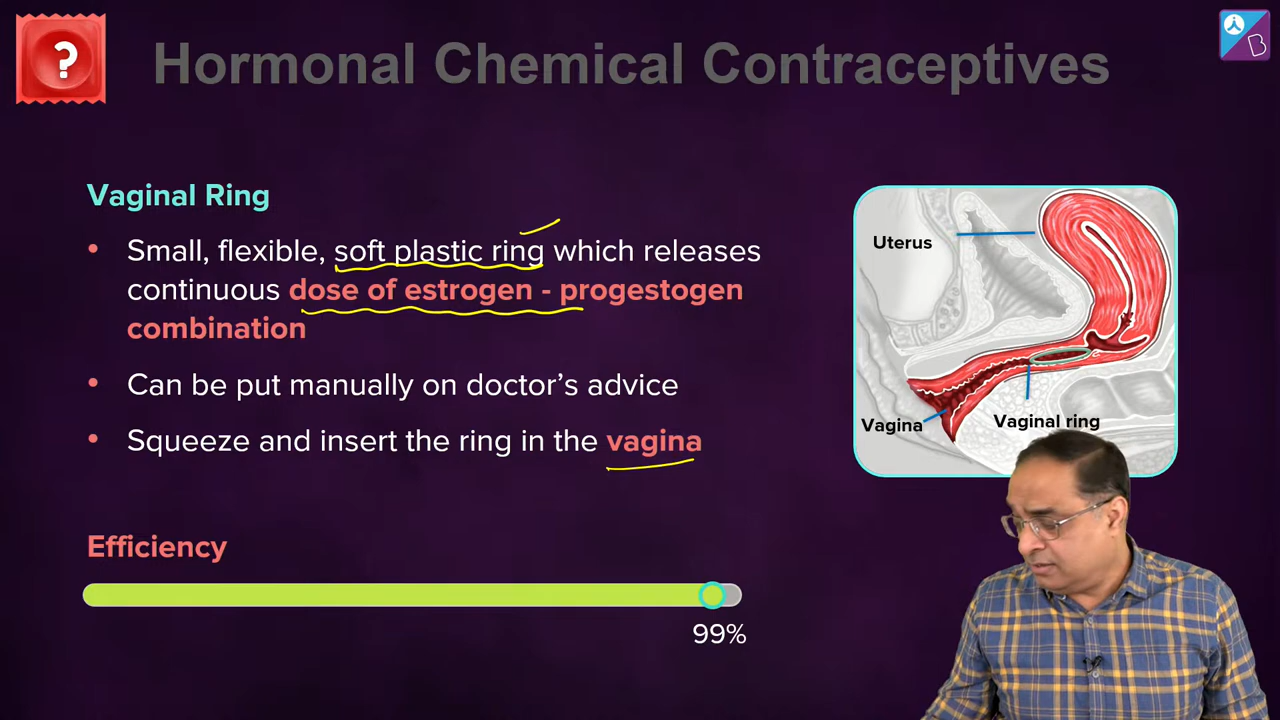 ?
Hormonal Chemical Contraceptives
B
Vaginal Ring
• Small, flexible, soft plastic ring which releases
continuous dose of estrogen - progestogen
combination
• Can be put manually on doctor's advice
• Squeeze and insert the ring in the vagina
Uterus
Vagina
Vaginal ring
Efficiency
99%